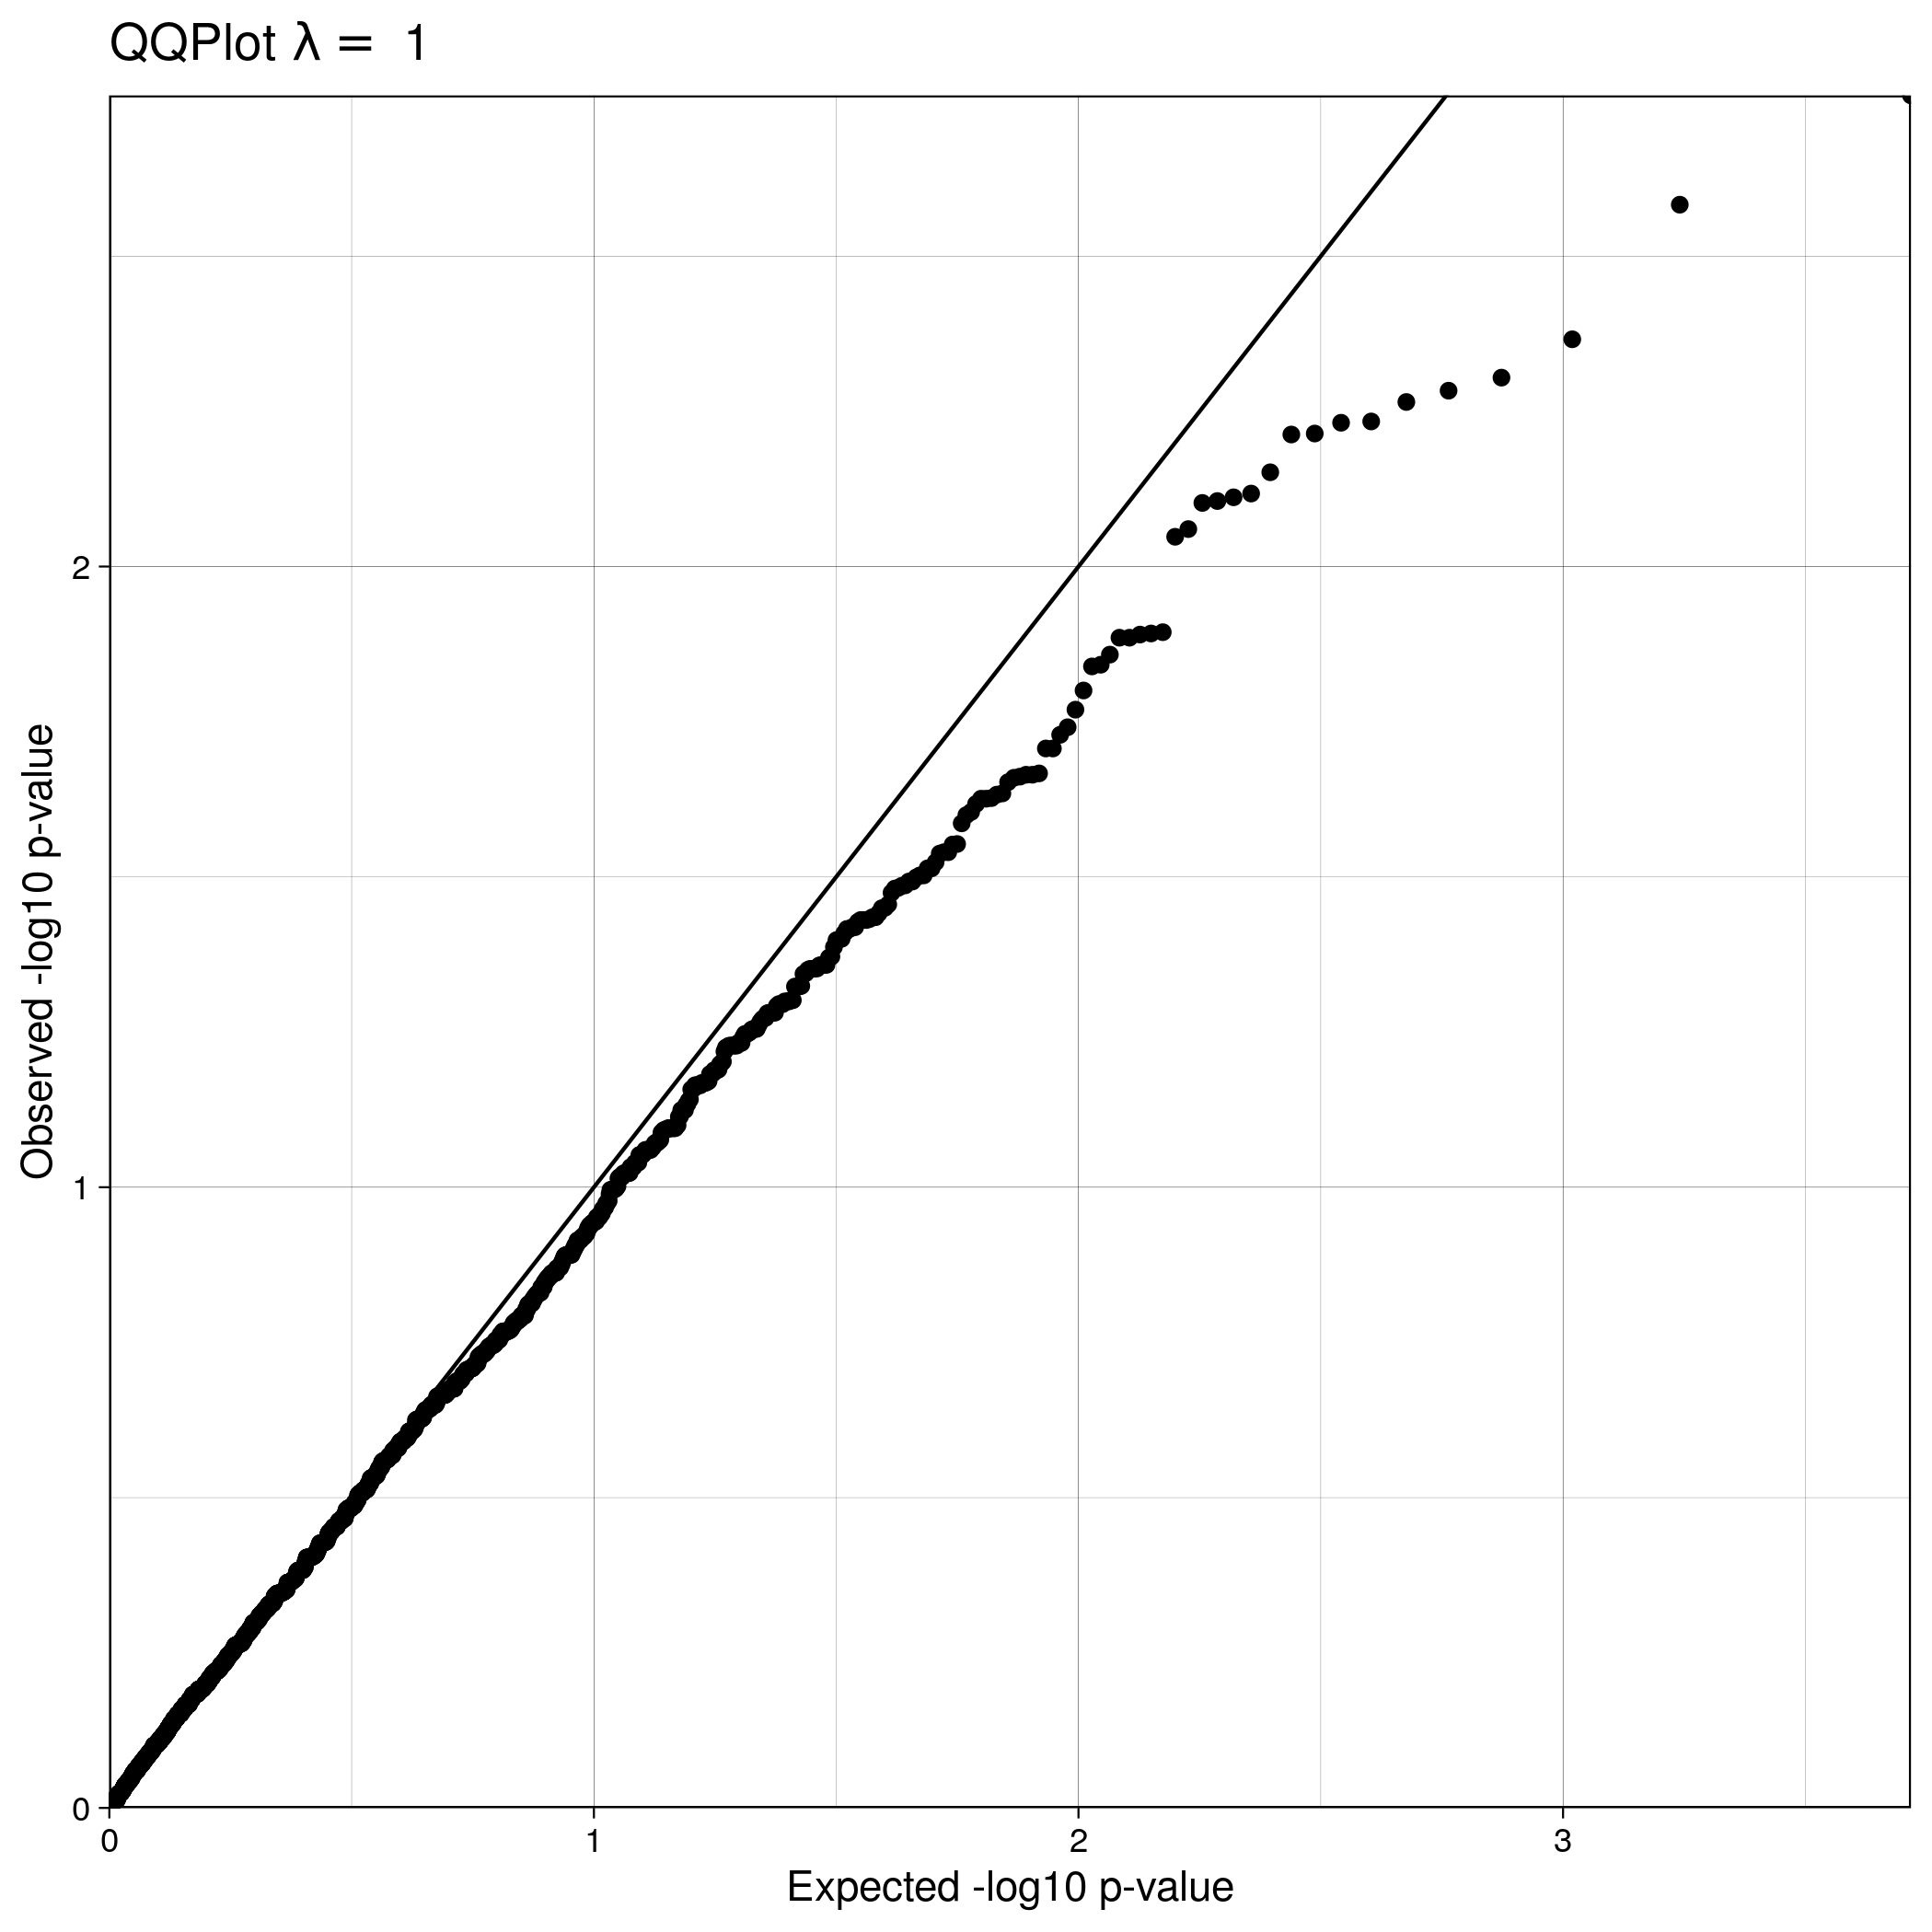 QQPlot λ = 1
Observed -log10 p-value
2
1
0
0 1 2 3
Expected -log10 p-value